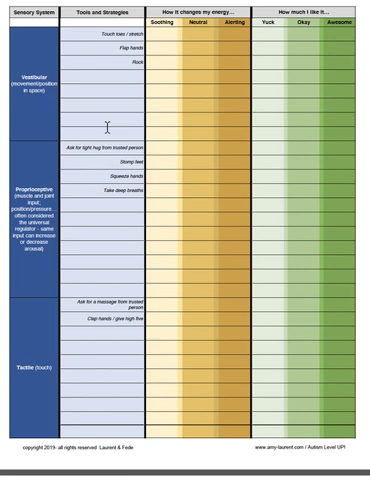 Sensory System Tools and Strategies How it changes my energy... How much I like it...
Soothing Neutral Alerting Yuck Okay Awesome
Touch toes / stretch
Flap hands
Rock
Vestibular
(movement/position
in space)
Ask for tight hug from trusted person
Stomp feet
Squeeze hands
Take deep breaths
Proprioceptive
(muscle and joint
input;
position/pressure...
often considered
the universal
regulator - same
input can increase
or decrease
arousal)
Ask for a massage from trusted
person
Clap hands / give high five
Tactile (touch)
copyright 2019- all rights reserved Laurent & Fede www.amy-laurent.com / Autism Level UP!